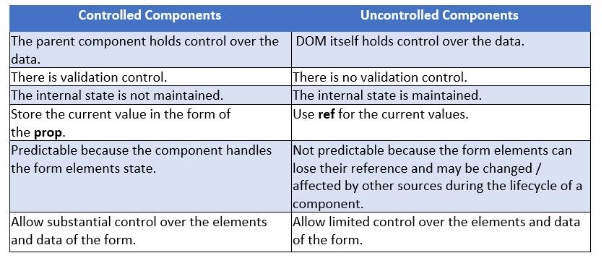 Controlled Components
Uncontrolled Components
The parent component holds control over the
data.
DOM itself holds control over the data.
There is validation control.
There is no validation control.
The internal state is not maintained.
The internal state is maintained.
Store the current value in the form of
the prop.
Use ref for the current values.
Predictable because the component handles
the form elements state.
Not predictable because the form elements can
lose their reference and may be changed /
affected by other sources during the lifecycle of a
component.
Allow substantial control over the elements
and data of the form.
Allow limited control over the elements and data
of the form.